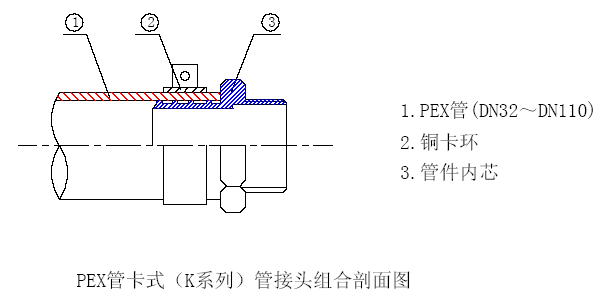 ① ② ③
1.PEX管(DN32～DN110)
2.铜卡环
3.管件内芯
PEX管卡式（K系列）管接头组合剖面图